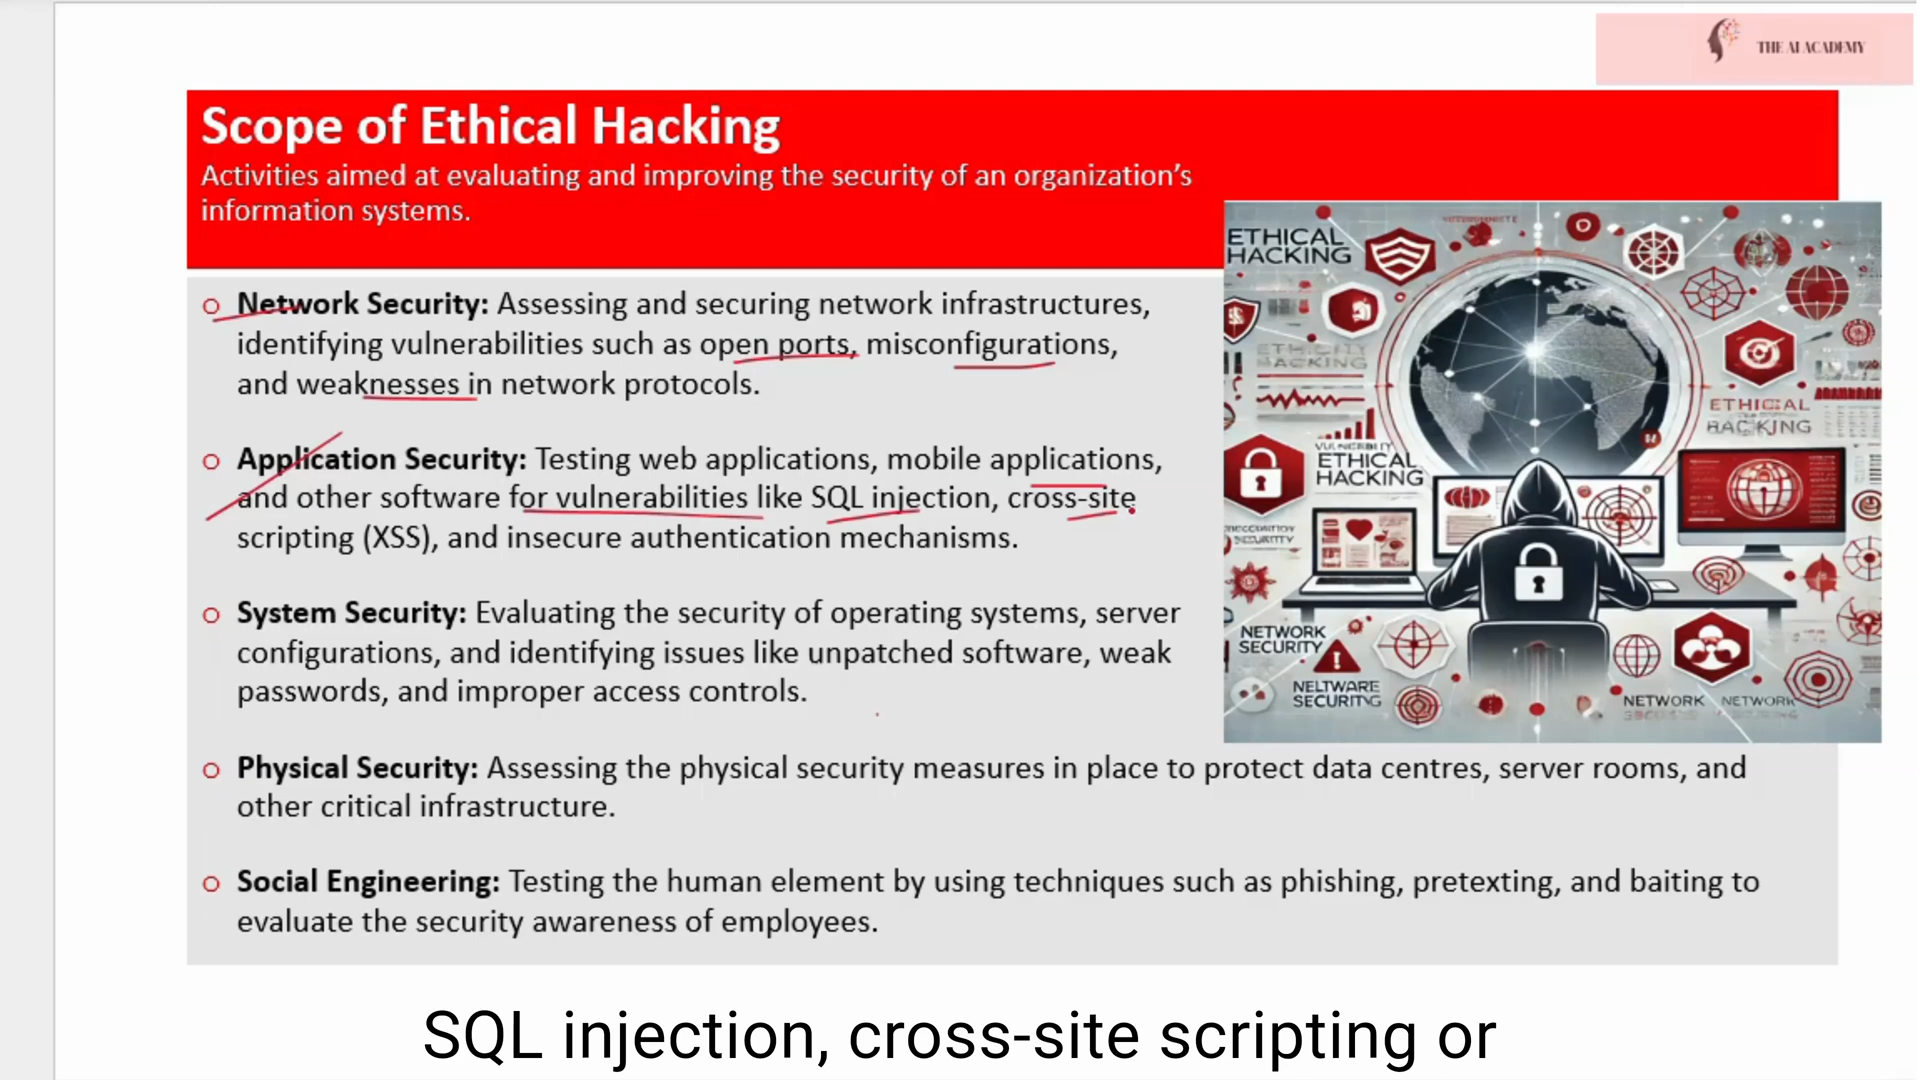 THE AI ACADEMY
Scope of Ethical Hacking
Activities aimed at evaluating and improving the security of an organization's
information systems.
Network Security: Assessing and securing network infrastructures,
identifying vulnerabilities such as open ports, misconfigurations,
and weaknesses in network protocols.
Application Security: Testing web applications, mobile applications,
and other software for vulnerabilities like SQL injection, cross-site
scripting (XSS), and insecure authentication mechanisms.
System Security: Evaluating the security of operating systems, server
configurations, and identifying issues like unpatched software, weak
passwords, and improper access controls.
Physical Security: Assessing the physical security measures in place to protect data centres, server rooms, and
other critical infrastructure.
Social Engineering: Testing the human element by using techniques such as phishing, pretexting, and baiting to
evaluate the security awareness of employees.
ETHICAL
HACKING
ETHICAL
HACKING
NETWORK
SECURITY
NETWORK NETWORK
SQL injection, cross-site scripting or